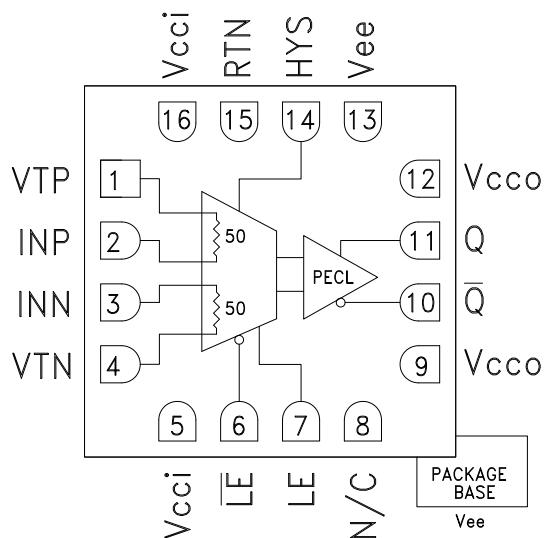 Vcci RTN HYS Vee
16 15 14 13
VTP 1 12 Vcco
INP 2 50 11 Q
PECL
INN 3 50 10 Q̅
VTN 4 9 Vcco
5 6 7 8
Vcci L̅E̅ LE N/C
PACKAGE
BASE
Vee